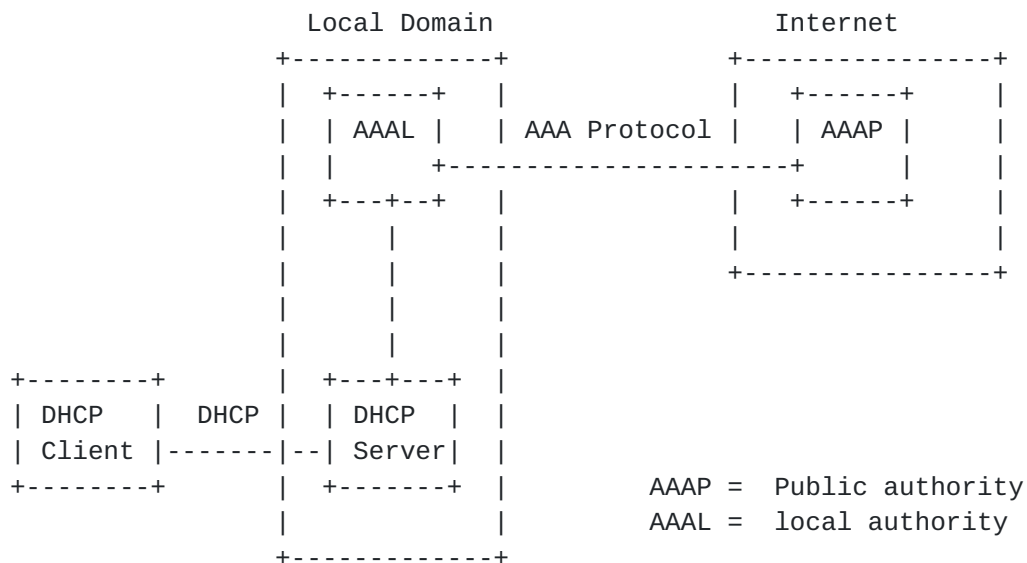 Local Domain Internet
AAAL AAA Protocol AAAP
DHCP DHCP DHCP
Client Server
AAAP = Public authority
AAAL = local authority